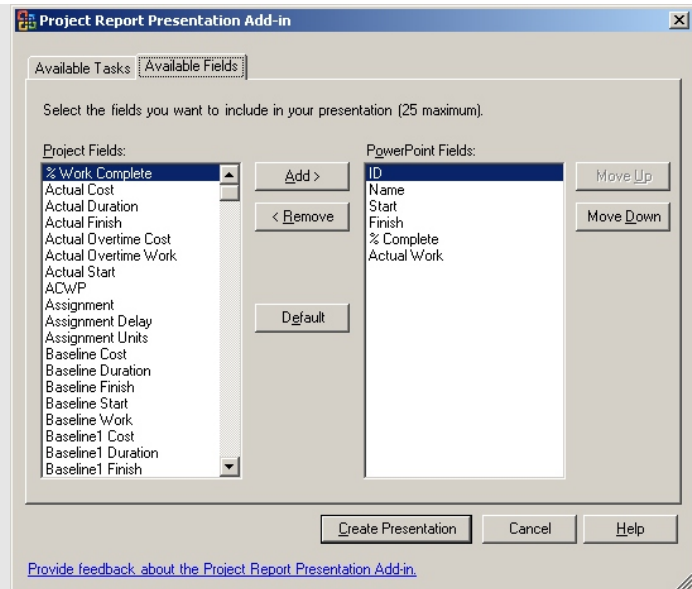 Project Report Presentation Add-in
Available Tasks
Available Fields
Select the fields you want to include in your presentation (25 maximum).
Project Fields:
% Work Complete
Actual Cost
Actual Duration
Actual Finish
Actual Overtime Cost
Actual Overtime Work
Actual Start
ACWP
Assignment
Assignment Delay
Assignment Units
Baseline Cost
Baseline Duration
Baseline Finish
Baseline Start
Baseline Work
Baseline1 Cost
Baseline1 Duration
Baseline1 Finish
Add >
< Remove
Default
PowerPoint Fields:
ID
Name
Start
Finish
% Complete
Actual Work
Move Up
Move Down
Create Presentation
Cancel
Help
Provide feedback about the Project Report Presentation Add-in.